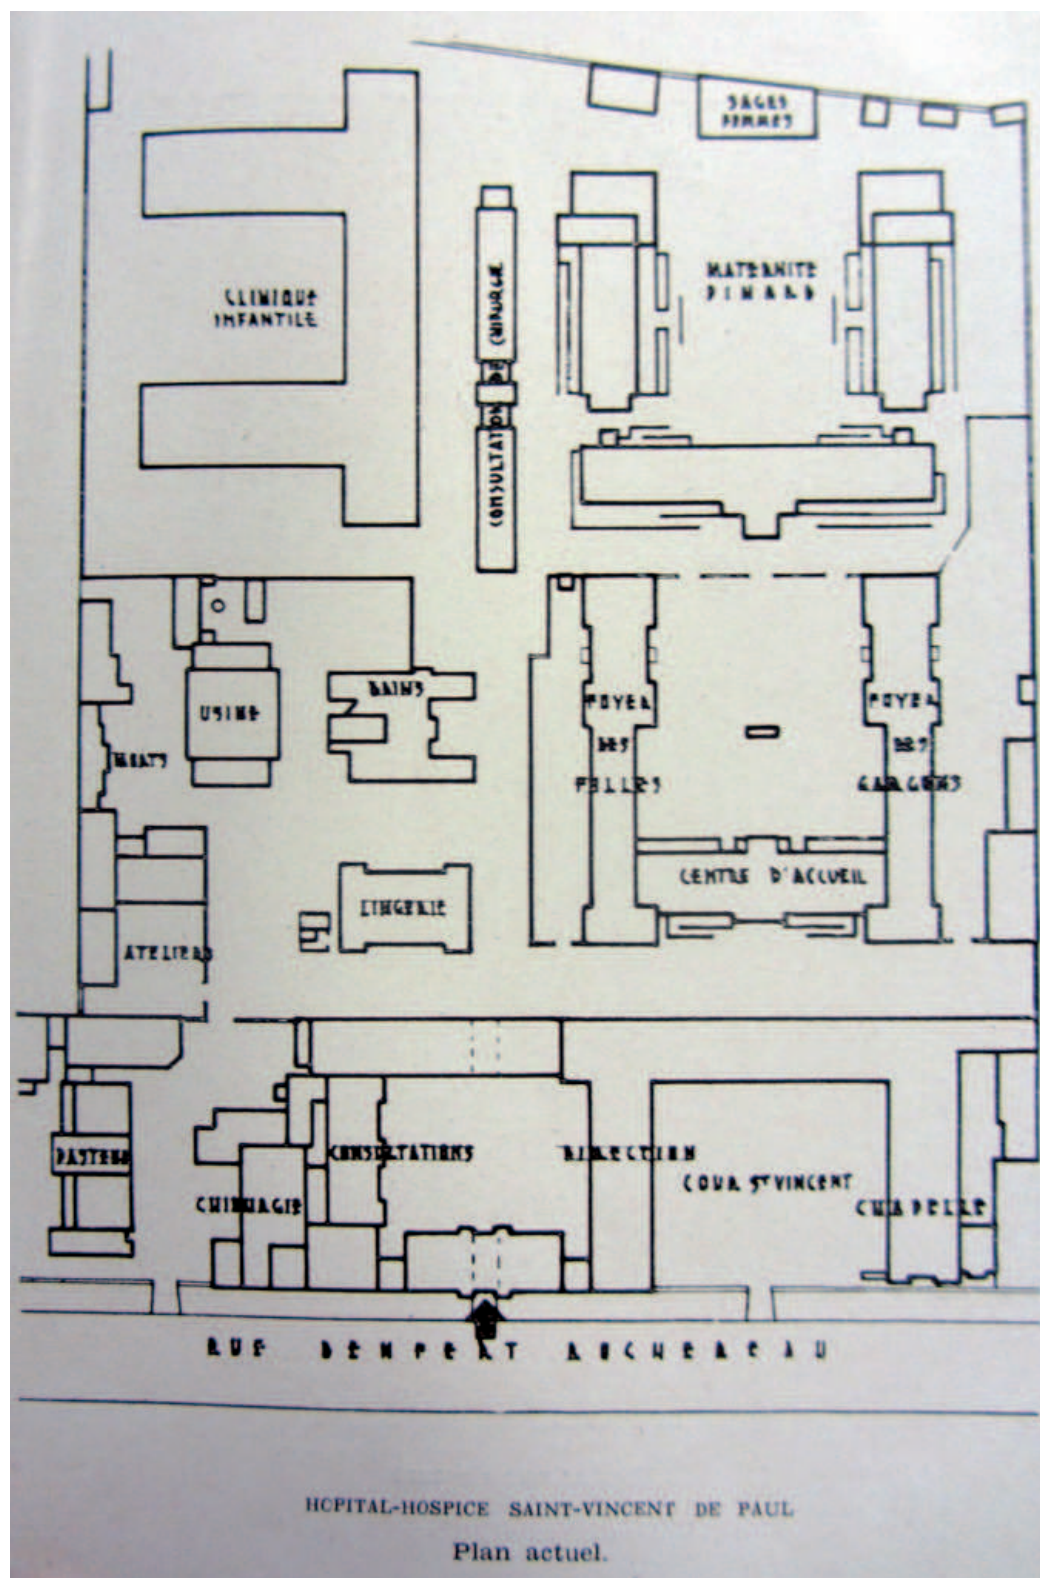 SAGES
FEMMES
MATERNITE
PINARD
CLINIQUE
INFANTILE
CONSULTATION DE CHIRURGIE
BAINS
USINE
MORTS
FOYER
DES
FILLES
FOYER
DES
GARÇONS
CENTRE D'ACCUEIL
LINGERIE
ATELIERS
PASTEUR
CONSULTATIONS
DIRECTION
COUR ST VINCENT
CHIRURGIE
CHAPELLE
RUE DENFERT ROCHEREAU
HOPITAL-HOSPICE SAINT-VINCENT DE PAUL
Plan actuel.